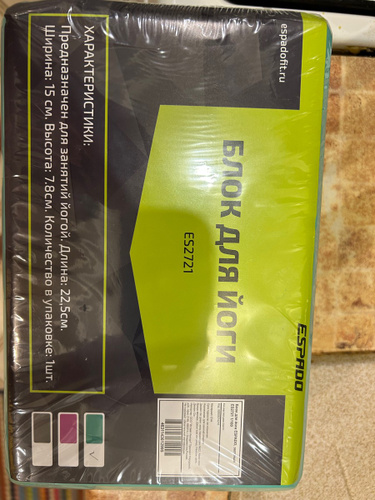 espadofit.ru
ESPADO
БЛОК ДЛЯ ЙОГИ
ES2721
ХАРАКТЕРИСТИКИ:
Предназначен для занятий йогой. Длина: 22,5см.
Ширина: 15 см. Высота: 7,8см. Количество в упаковке: 1шт.